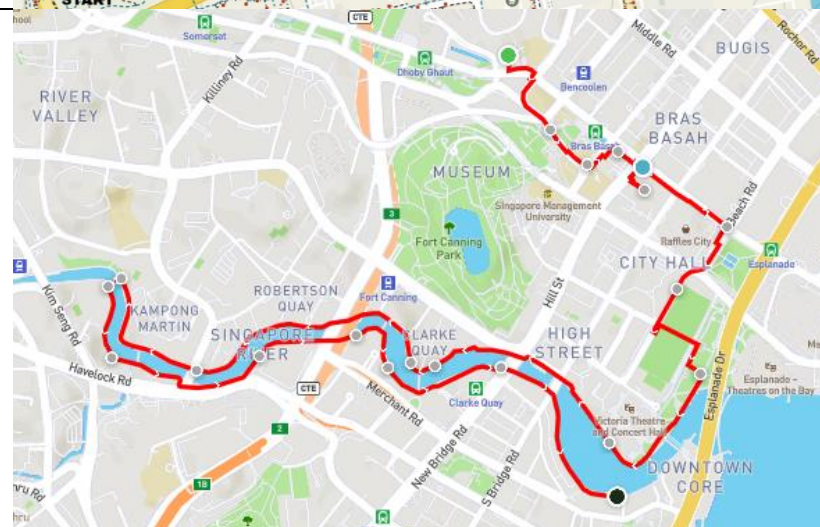 START
CTE
Middle Rd
BUGIS
Rochor Rd
Somerset
Killiney Rd
Dhoby Ghaut
Bencoolen
RIVER
VALLEY
BRAS
BASAH
MUSEUM
3
Singapore Management
University
Beach Rd
Raffles City
Fort Canning
Park
CITY HALL
Esplanade
Hill St
ROBERTSON
QUAY
Fort Canning
Kim Seng Rd
KAMPONG
MARTIN
SINGAPORE
RIVER
CLARKE
QUAY
HIGH
STREET
Havelock Rd
CTE
Merchant Rd
Clarke Quay
Esplanade Dr
Esplanade -
Theatres on the Bay
2
Victoria Theatre
and Concert Hall
New Bridge Rd
S Bridge Rd
DOWNTOWN
CORE
1B